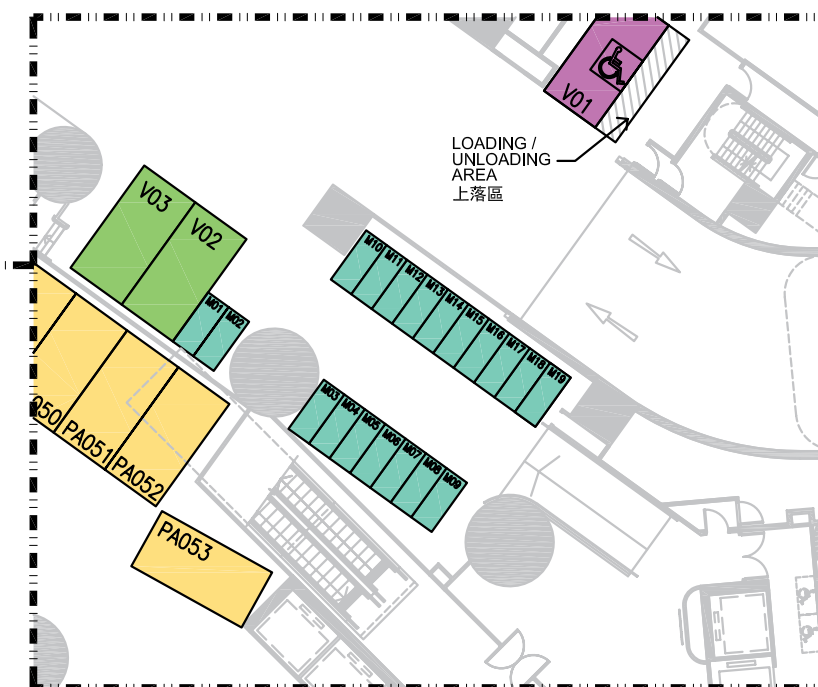 V01
LOADING /
UNLOADING
AREA
上落區
V03
V02
M01
M02
M10
M11
M12
M13
M14
M15
M16
M17
M18
M19
M03
M04
M05
M06
M07
M08
M09
050
PA051
PA052
PA053